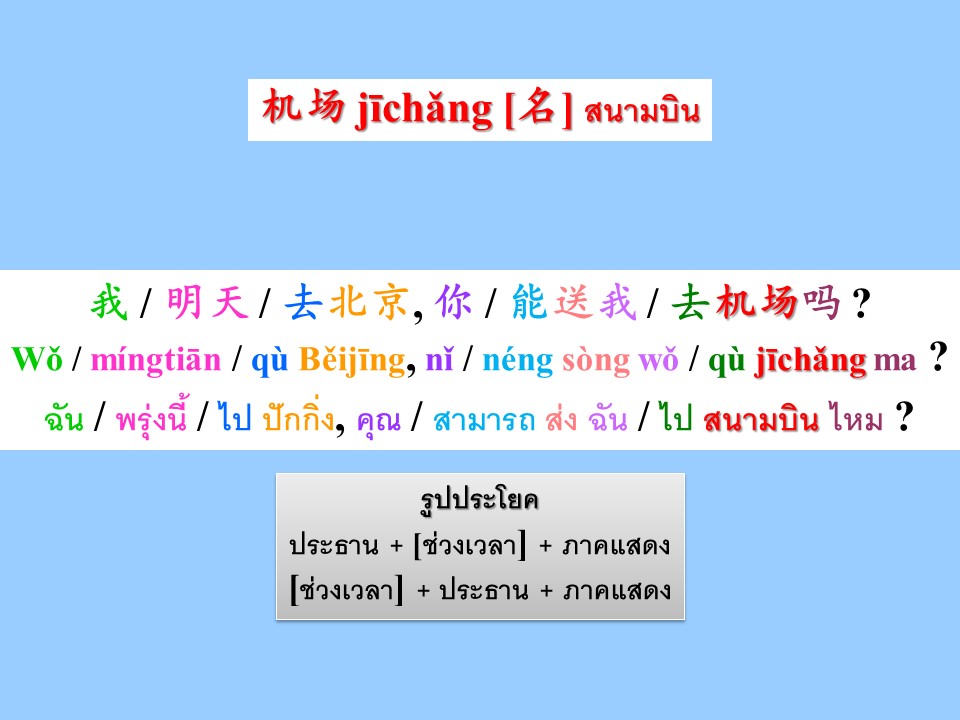 机场 jīchǎng [名] สนามบิน
我 / 明天 / 去北京, 你 / 能送我 / 去机场吗 ?
Wǒ / míngtiān / qù Běijīng, nǐ / néng sòng wǒ / qù jīchǎng ma ?
ฉัน / พรุ่งนี้ / ไป ปักกิ่ง, คุณ / สามารถ ส่ง ฉัน / ไป สนามบิน ไหม ?
รูปประโยค
ประธาน + [ช่วงเวลา] + ภาคแสดง
[ช่วงเวลา] + ประธาน + ภาคแสดง